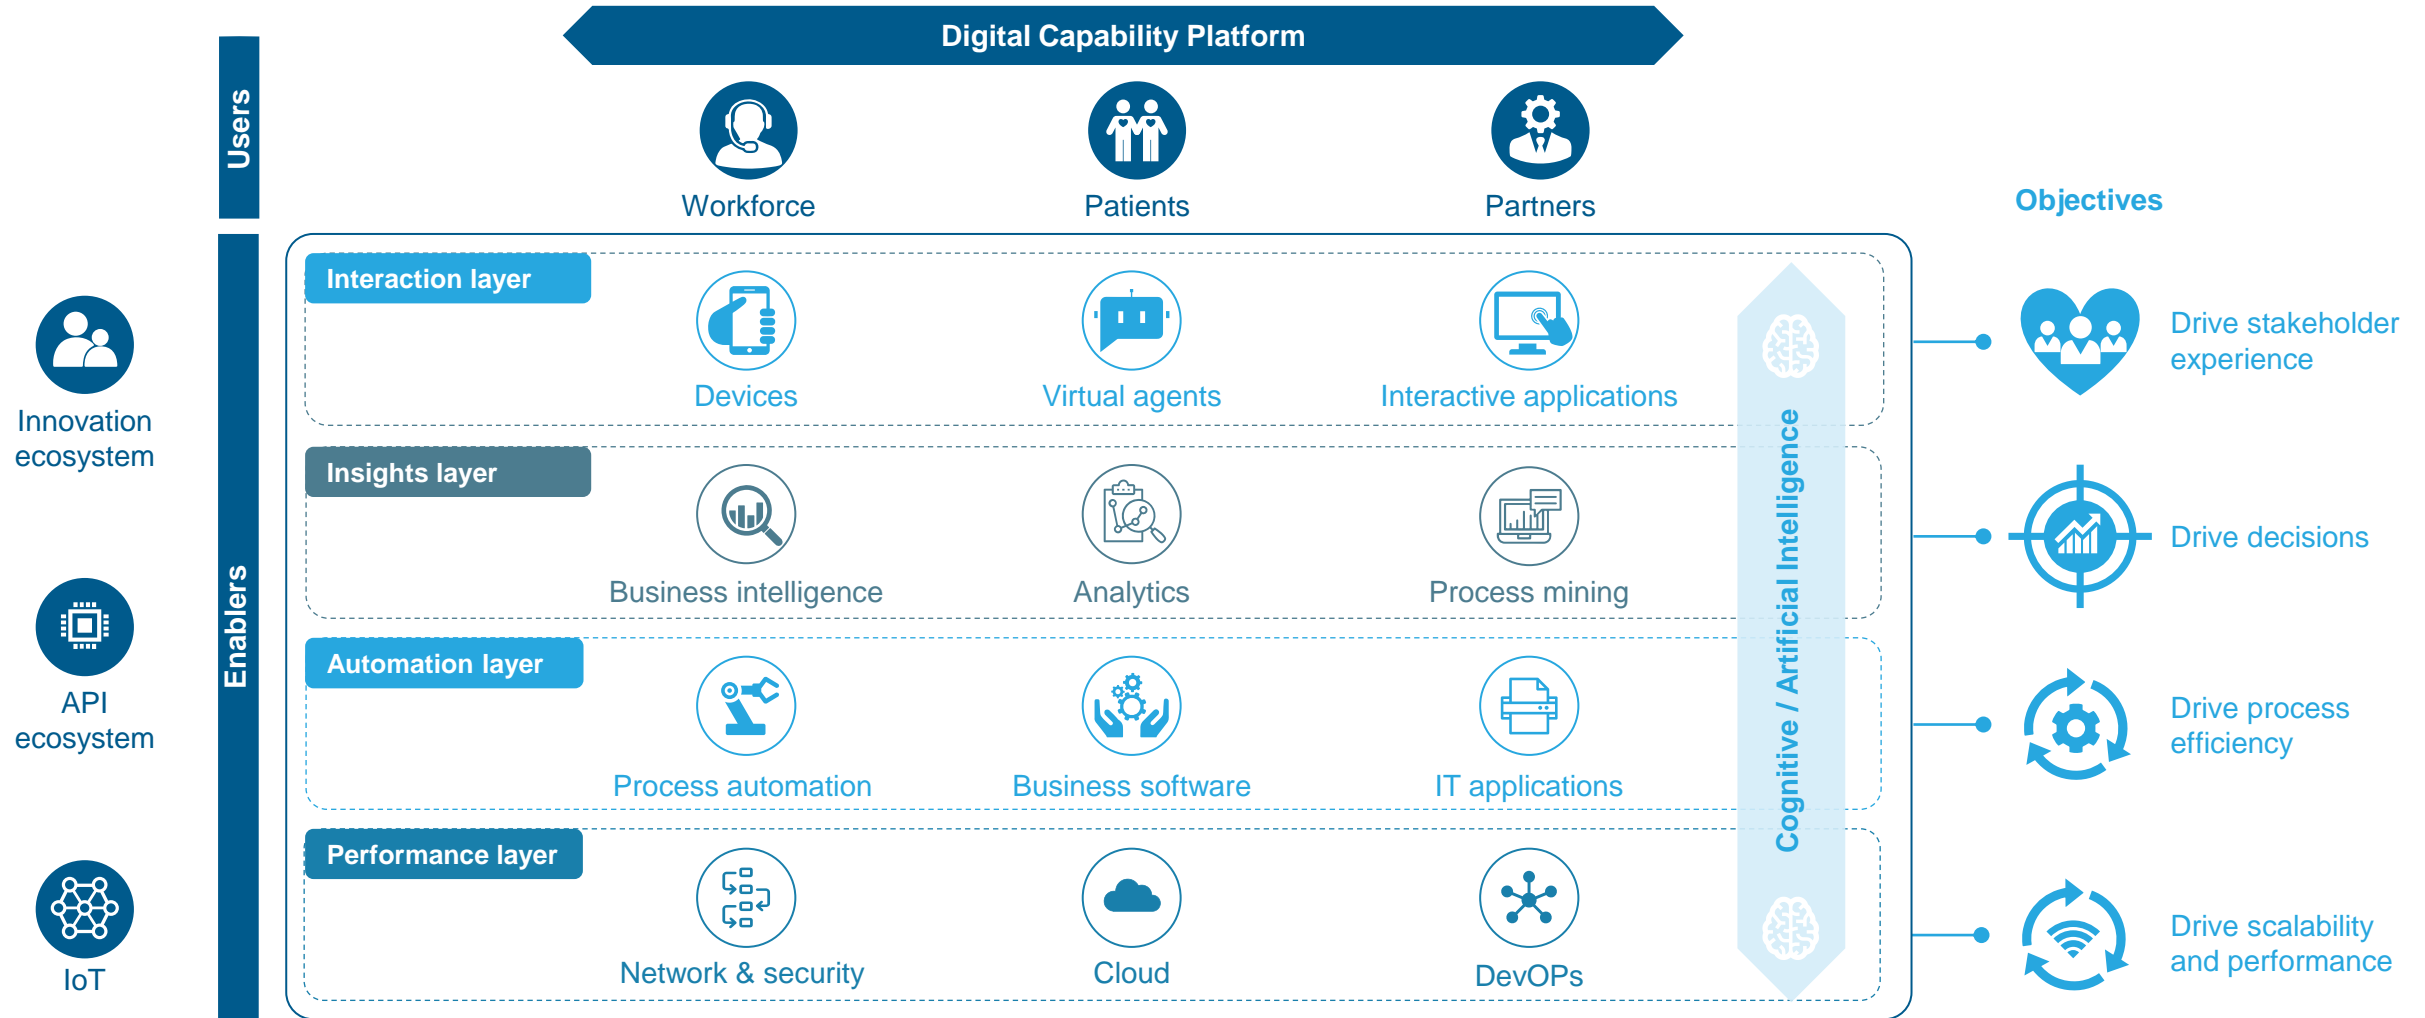 Digital Capability Platform
Users
Workforce
Patients
Partners
Objectives
Enablers
Innovation
ecosystem
API
ecosystem
IoT
Interaction layer
Devices
Virtual agents
Interactive applications
Insights layer
Business intelligence
Analytics
Process mining
Automation layer
Process automation
Business software
IT applications
Performance layer
Network & security
Cloud
DevOPs
Cognitive / Artificial Intelligence
Drive stakeholder
experience
Drive decisions
Drive process
efficiency
Drive scalability
and performance